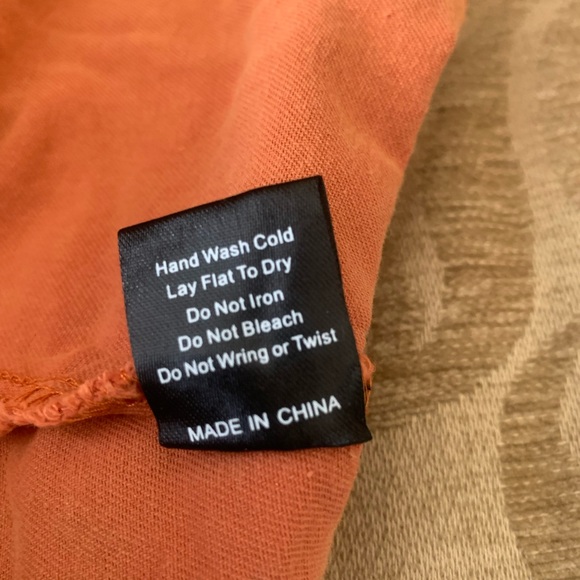 Hand Wash Cold
Lay Flat To Dry
Do Not Iron
Do Not Bleach
Do Not Wring or Twist
MADE IN CHINA